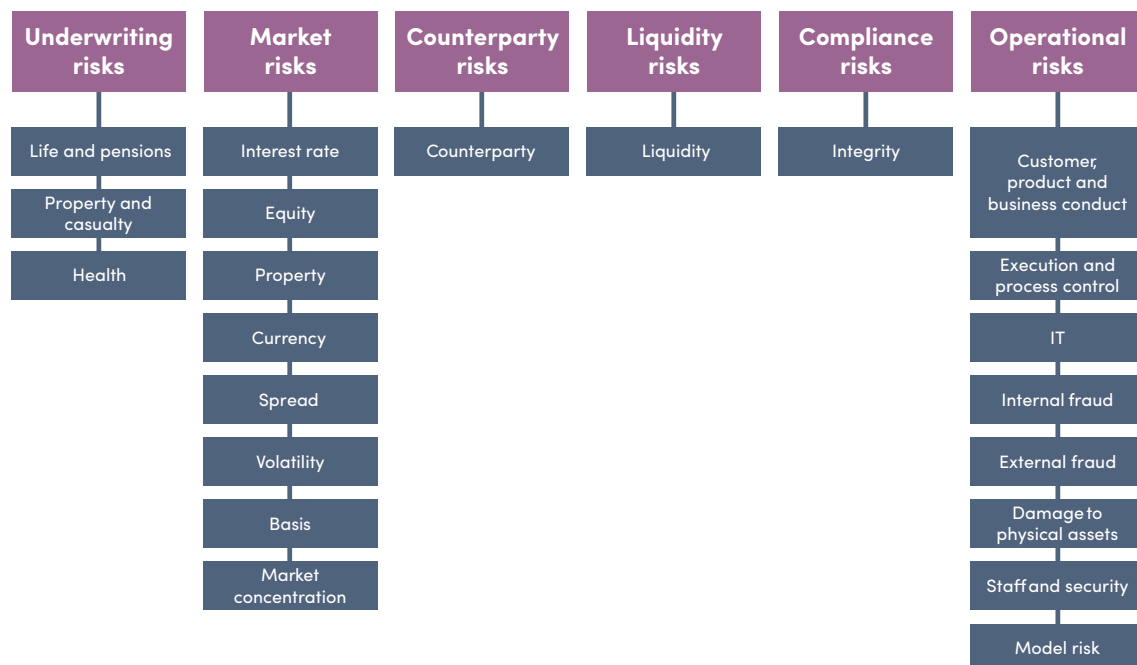 Underwriting
risks
Life and pensions
Property and
casualty
Health
Market
risks
Interest rate
Equity
Property
Currency
Spread
Volatility
Basis
Market
concentration
Counterparty
risks
Counterparty
Liquidity
risks
Liquidity
Compliance
risks
Integrity
Operational
risks
Customer,
product and
business conduct
Execution and
process control
IT
Internal fraud
External fraud
Damage to
physical assets
Staff and security
Model risk